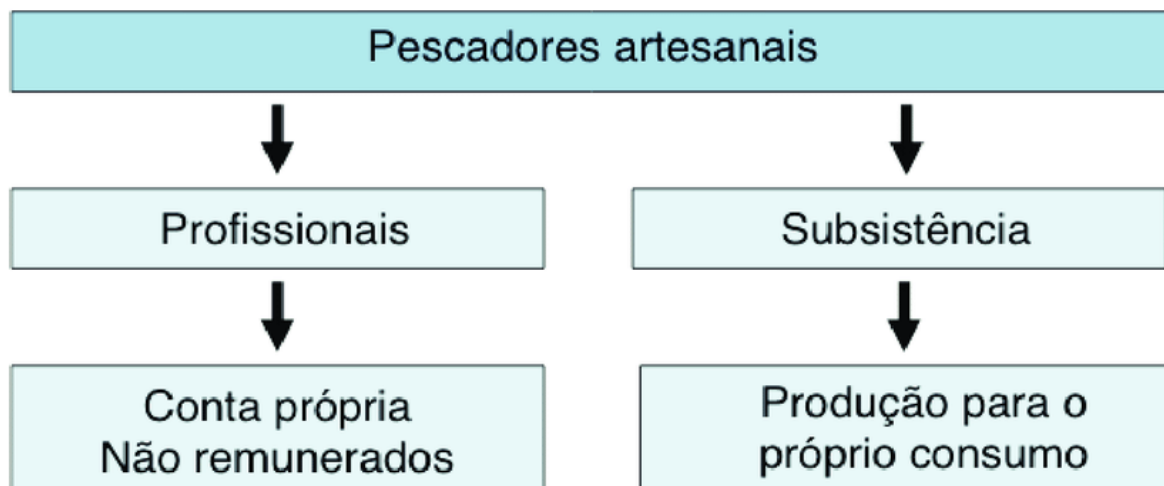 Pescadores artesanais
Profissionais
Subsistência
Conta própria
Não remunerados
Produção para o
próprio consumo